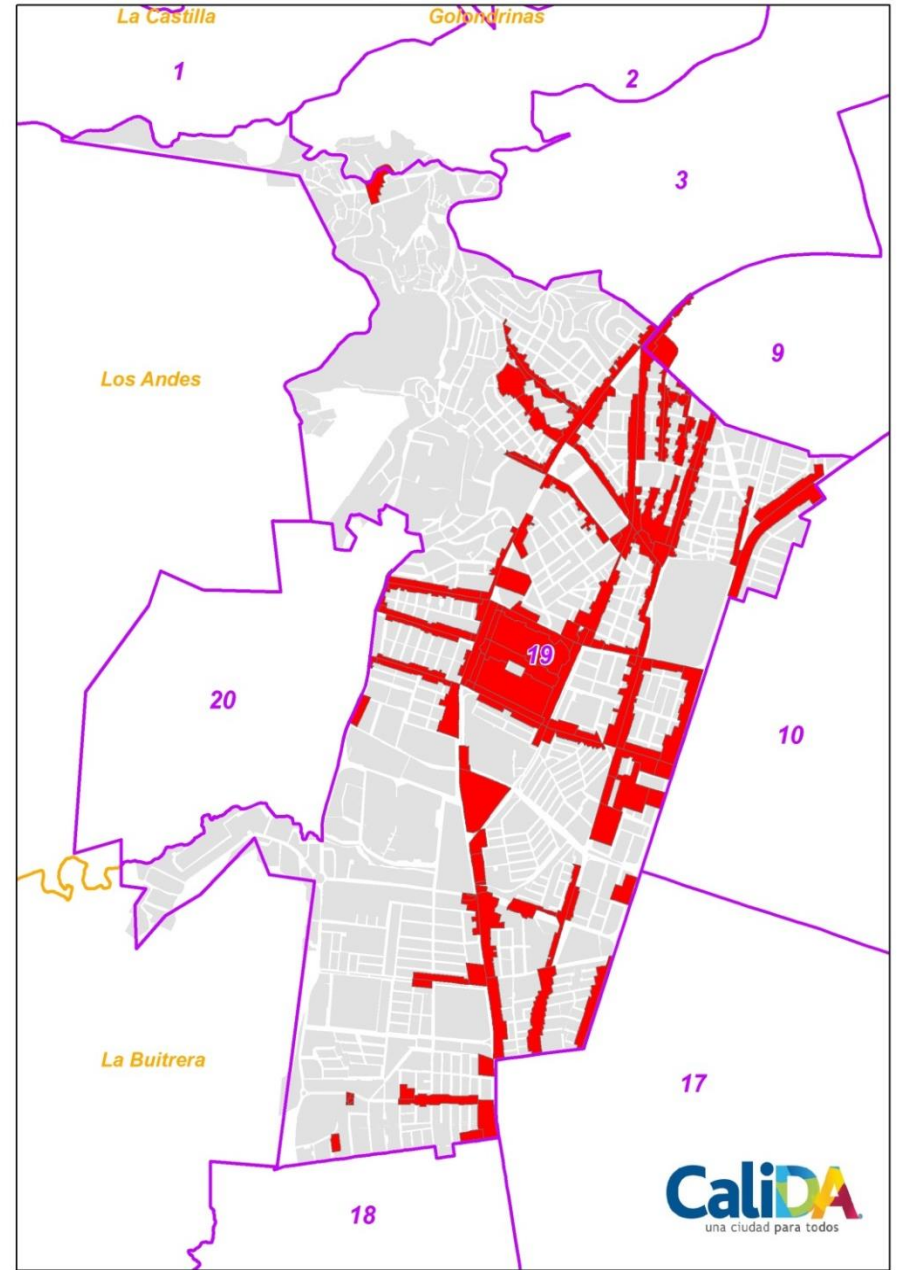 La Castilla
Golondrinas
1
2
3
9
Los Andes
19
20
10
La Buitrera
17
18
CaliDA
una ciudad para todos